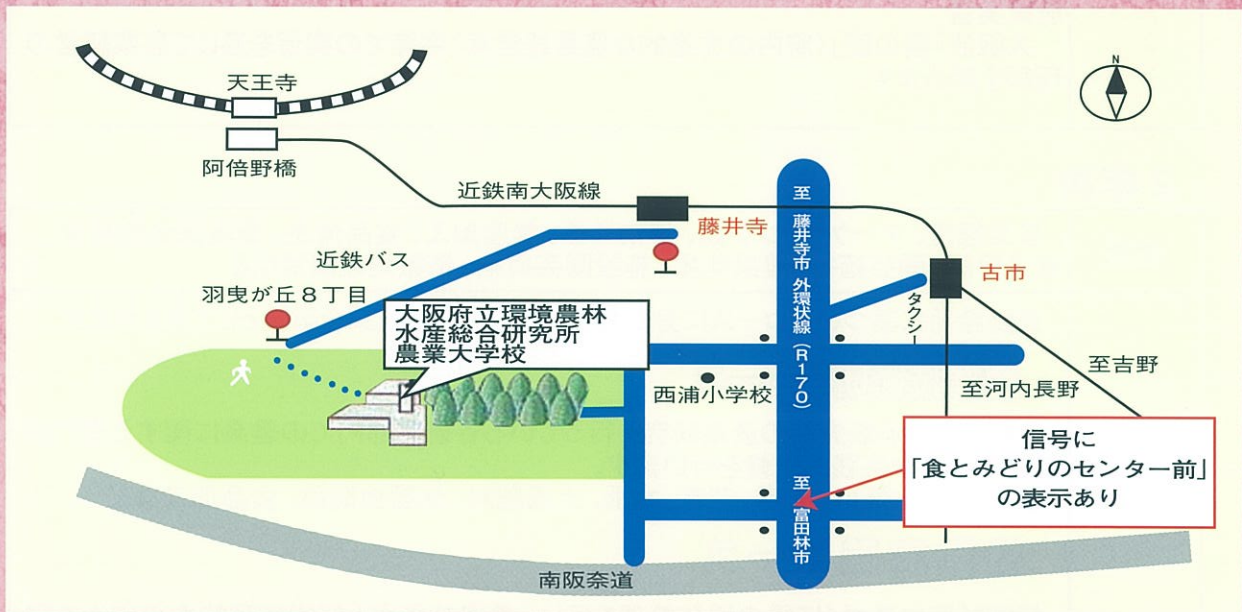 天王寺
N
阿倍野橋
近鉄南大阪線
藤井寺
近鉄バス
羽曳が丘8丁目
大阪府立環境農林
水産総合研究所
農業大学校
至 藤井寺市 外環状線(R170)
古市
タクシー
西浦小学校
至吉野
至河内長野
信号に
「食とみどりのセンター前」
の表示あり
至 富田林市
南阪奈道